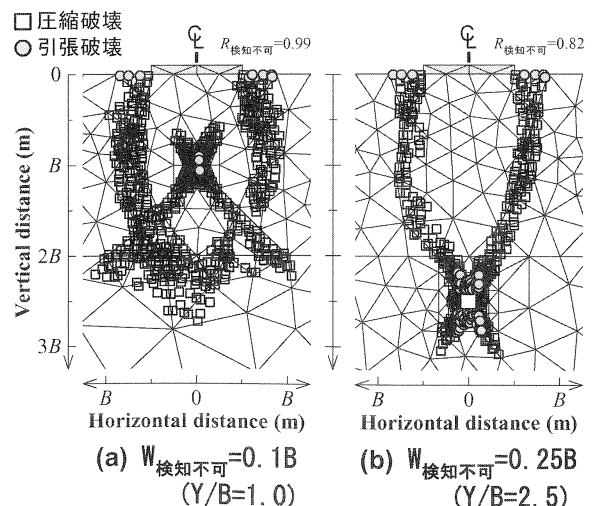 □ 圧縮破壊
○ 引張破壊
℄ R検知不可=0.99
℄ R検知不可=0.82
0
B
2B
3B
Vertical distance (m)
B 0 B
Horizontal distance (m)
B 0 B
Horizontal distance (m)
(a) W検知不可=0.1B
(Y/B=1.0)
(b) W検知不可=0.25B
(Y/B=2.5)